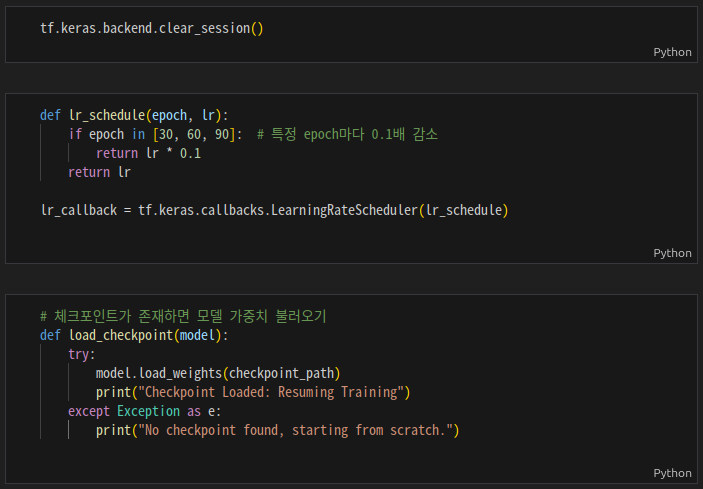 tf.keras.backend.clear_session()
Python
def lr_schedule(epoch, lr):
    if epoch in [30, 60, 90]:  # 특정 epoch마다 0.1배 감소
        return lr * 0.1
    return lr
lr_callback = tf.keras.callbacks.LearningRateScheduler(lr_schedule)
Python
# 체크포인트가 존재하면 모델 가중치 불러오기
def load_checkpoint(model):
    try:
        model.load_weights(checkpoint_path)
        print("Checkpoint Loaded: Resuming Training")
    except Exception as e:
        print("No checkpoint found, starting from scratch.")
Python